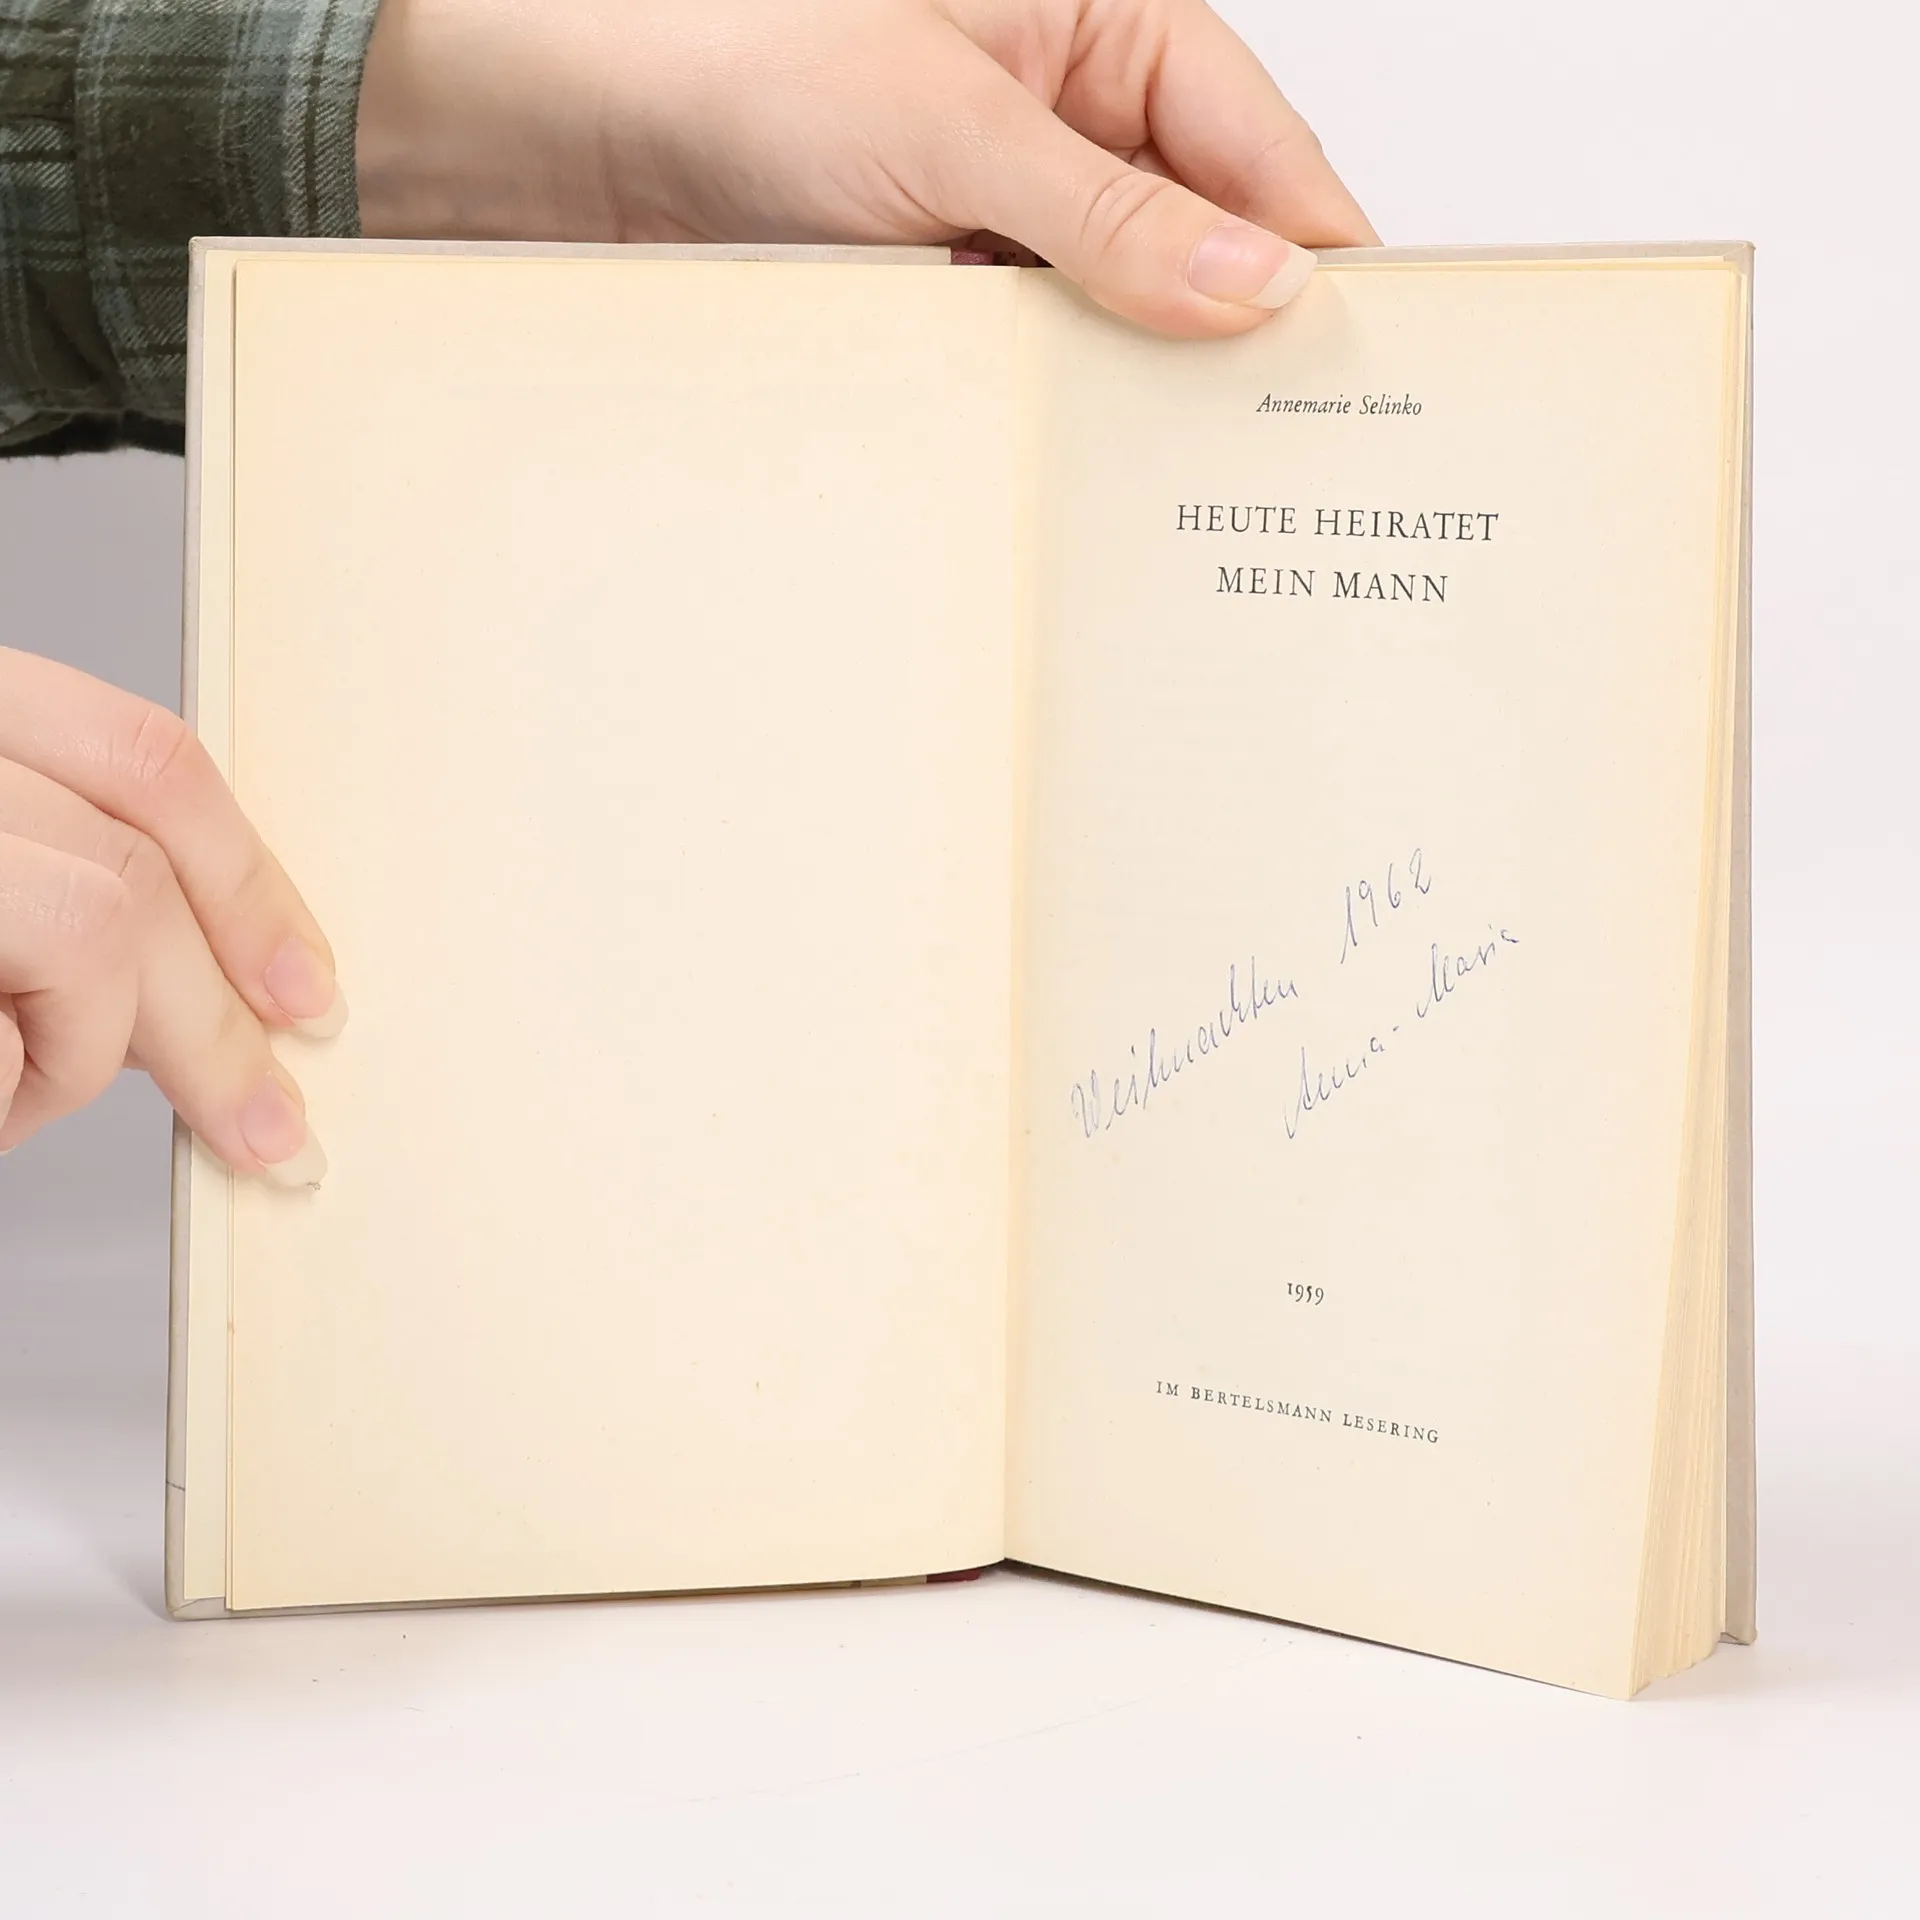 Annemarie Selinko
HEUTE HEIRATET
MEIN MANN
Weihnachten 1962
Anna-Maria
1959
IM BERTELSMANN LESERING